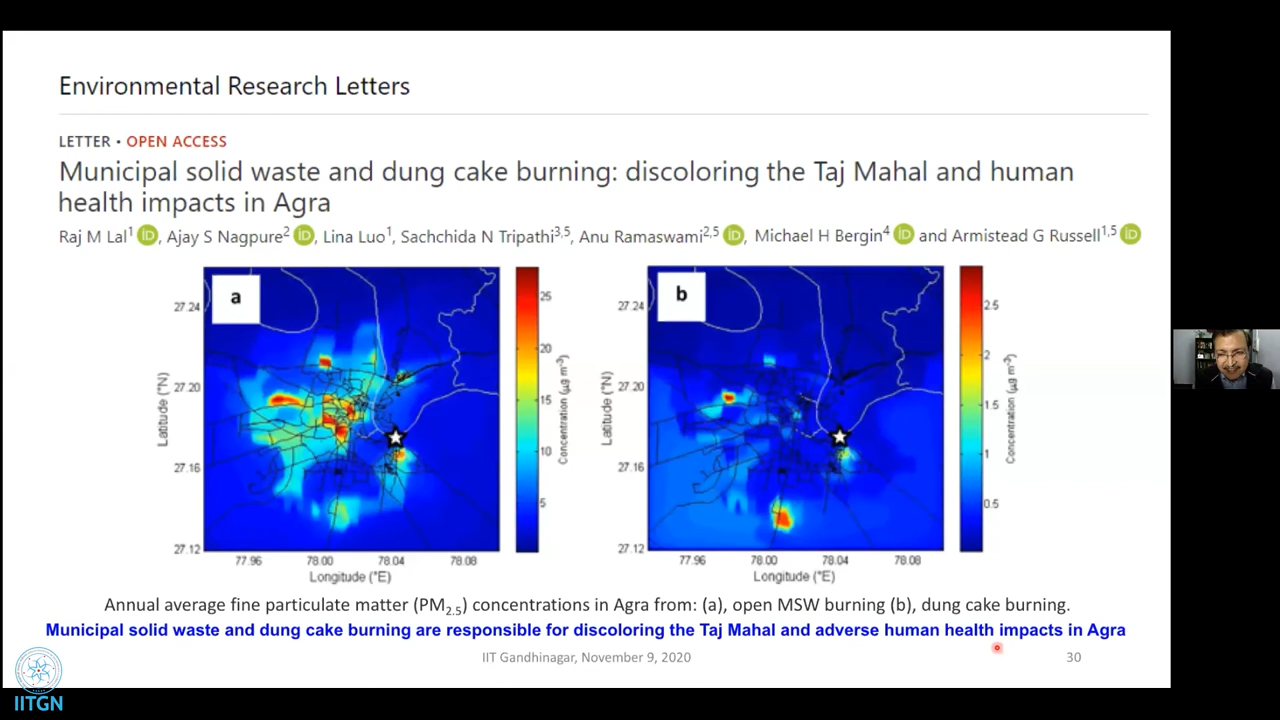 Environmental Research Letters
LETTER • OPEN ACCESS
Municipal solid waste and dung cake burning: discoloring the Taj Mahal and human
health impacts in Agra
Raj M Lal1 iD, Ajay S Nagpure2 iD, Lina Luo1, Sachchida N Tripathi3,5, Anu Ramaswami2,5 iD, Michael H Bergin4 iD and Armistead G Russell1,5 iD
a
27.24
27.20
27.16
27.12
Latitude (°N)
77.96 78.00 78.04 78.08
Longitude (°E)
25
20
15
10
5
Concentration (µg m⁻³)
b
27.24
27.20
27.16
27.12
Latitude (°N)
77.96 78.00 78.04 78.08
Longitude (°E)
2.5
2
1.5
1
0.5
Concentration (µg m⁻³)
Annual average fine particulate matter (PM2.5) concentrations in Agra from: (a), open MSW burning (b), dung cake burning.
Municipal solid waste and dung cake burning are responsible for discoloring the Taj Mahal and adverse human health impacts in Agra
IIT Gandhinagar, November 9, 2020
30
IITGN